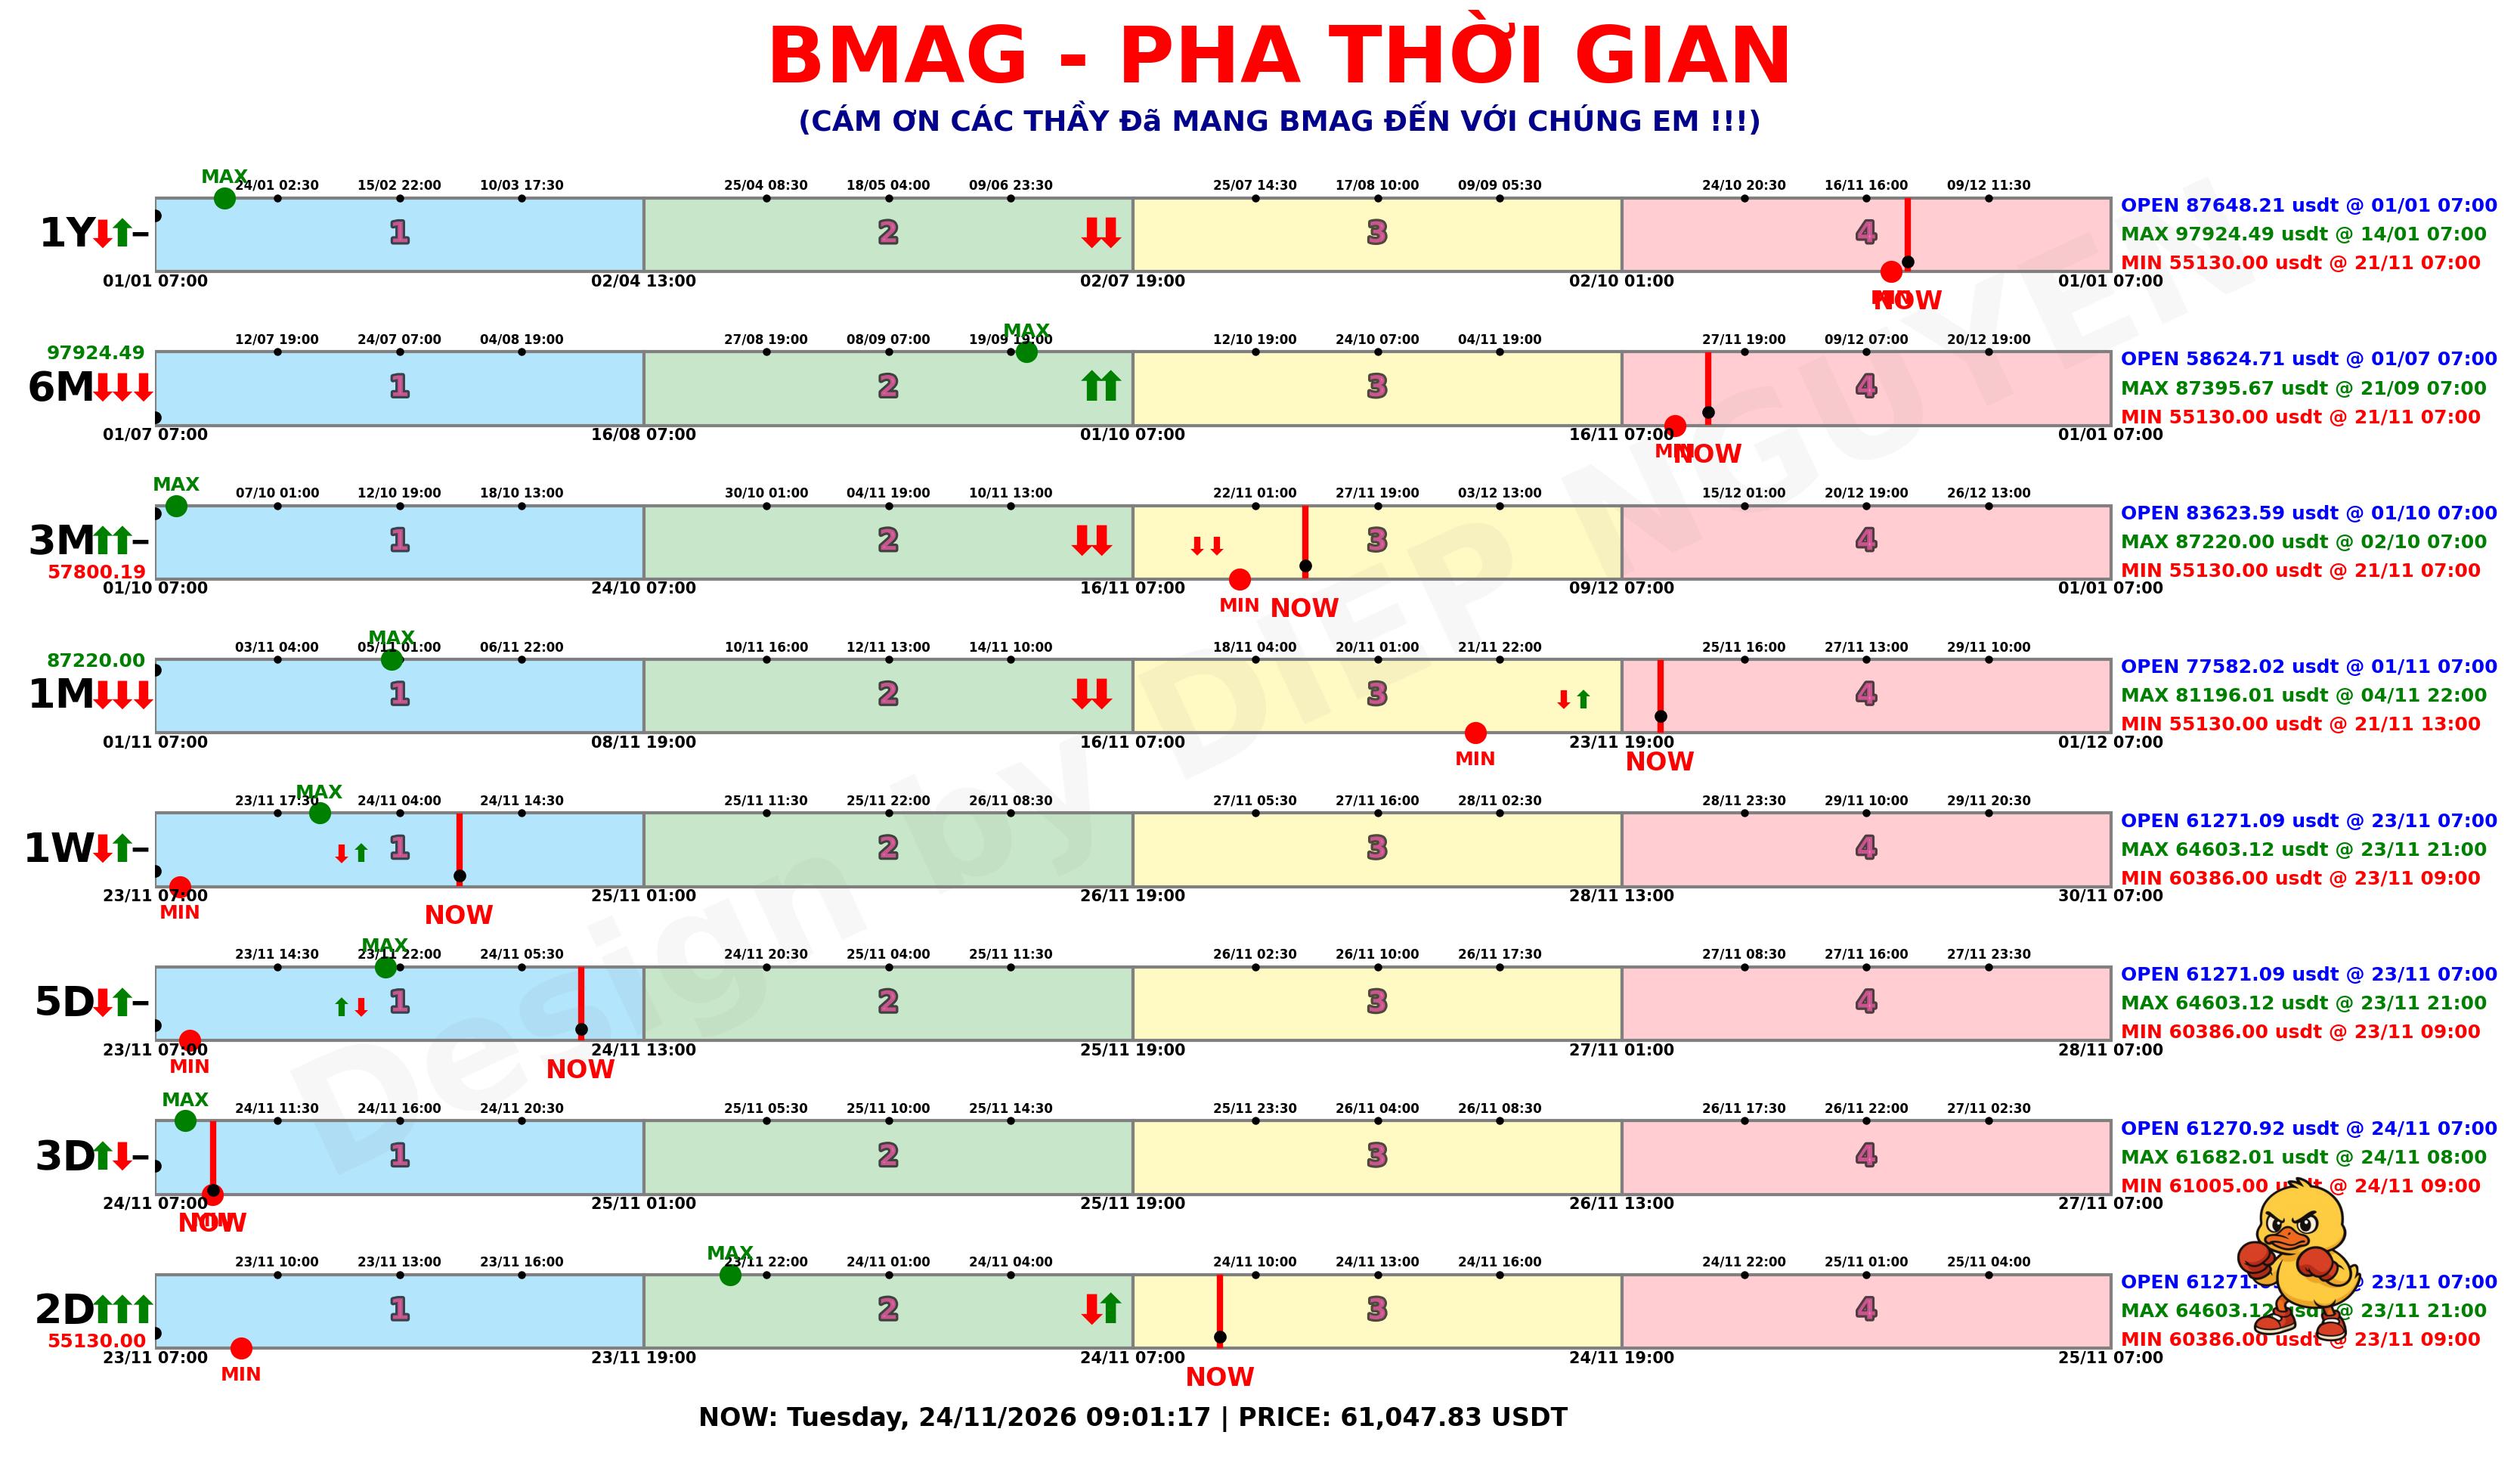 BMAG - PHA THỜI GIAN
(CÁM ƠN CÁC THẦY Đã MANG BMAG ĐẾN VỚI CHÚNG EM !!!)
MAX
24/01 02:30 15/02 22:00 10/03 17:30 25/04 08:30 18/05 04:00 09/06 23:30 25/07 14:30 17/08 10:00 09/09 05:30 24/10 20:30 16/11 16:00 09/12 11:30
1Y 1 2 3 4
OPEN 87648.21 usdt @ 01/01 07:00
MAX 97924.49 usdt @ 14/01 07:00
MIN 55130.00 usdt @ 21/11 07:00
01/01 07:00 02/04 13:00 02/07 19:00 02/10 01:00 01/01 07:00
MIN NOW
MAX
12/07 19:00 24/07 07:00 04/08 19:00 27/08 19:00 08/09 07:00 19/09 19:00 12/10 19:00 24/10 07:00 04/11 19:00 27/11 19:00 09/12 07:00 20/12 19:00
97924.49
6M 1 2 3 4
OPEN 58624.71 usdt @ 01/07 07:00
MAX 87395.67 usdt @ 21/09 07:00
MIN 55130.00 usdt @ 21/11 07:00
01/07 07:00 16/08 07:00 01/10 07:00 16/11 07:00 01/01 07:00
MIN NOW
MAX
07/10 01:00 12/10 19:00 18/10 13:00 30/10 01:00 04/11 19:00 10/11 13:00 22/11 01:00 27/11 19:00 03/12 13:00 15/12 01:00 20/12 19:00 26/12 13:00
3M 1 2 3 4
57800.19
OPEN 83623.59 usdt @ 01/10 07:00
MAX 87220.00 usdt @ 02/10 07:00
MIN 55130.00 usdt @ 21/11 07:00
01/10 07:00 24/10 07:00 16/11 07:00 09/12 07:00 01/01 07:00
MIN NOW
MAX
03/11 04:00 05/11 01:00 06/11 22:00 10/11 16:00 12/11 13:00 14/11 10:00 18/11 04:00 20/11 01:00 21/11 22:00 25/11 16:00 27/11 13:00 29/11 10:00
87220.00
1M 1 2 3 4
OPEN 77582.02 usdt @ 01/11 07:00
MAX 81196.01 usdt @ 04/11 22:00
MIN 55130.00 usdt @ 21/11 13:00
01/11 07:00 08/11 19:00 16/11 07:00 23/11 19:00 01/12 07:00
MIN NOW
MAX
23/11 17:30 24/11 04:00 24/11 14:30 25/11 11:30 25/11 22:00 26/11 08:30 27/11 05:30 27/11 16:00 28/11 02:30 28/11 23:30 29/11 10:00 29/11 20:30
1W 1 2 3 4
OPEN 61271.09 usdt @ 23/11 07:00
MAX 64603.12 usdt @ 23/11 21:00
MIN 60386.00 usdt @ 23/11 09:00
23/11 07:00 25/11 01:00 26/11 19:00 28/11 13:00 30/11 07:00
MIN NOW
MAX
23/11 14:30 23/11 22:00 24/11 05:30 24/11 20:30 25/11 04:00 25/11 11:30 26/11 02:30 26/11 10:00 26/11 17:30 27/11 08:30 27/11 16:00 27/11 23:30
5D 1 2 3 4
OPEN 61271.09 usdt @ 23/11 07:00
MAX 64603.12 usdt @ 23/11 21:00
MIN 60386.00 usdt @ 23/11 09:00
23/11 07:00 24/11 13:00 25/11 19:00 27/11 01:00 28/11 07:00
MIN NOW
MAX
24/11 11:30 24/11 16:00 24/11 20:30 25/11 05:30 25/11 10:00 25/11 14:30 25/11 23:30 26/11 04:00 26/11 08:30 26/11 17:30 26/11 22:00 27/11 02:30
3D 1 2 3 4
OPEN 61270.92 usdt @ 24/11 07:00
MAX 61682.01 usdt @ 24/11 08:00
MIN 61005.00 usdt @ 24/11 09:00
24/11 07:00 25/11 01:00 25/11 19:00 26/11 13:00 27/11 07:00
MIN NOW
MAX
23/11 10:00 23/11 13:00 23/11 16:00 23/11 22:00 24/11 01:00 24/11 04:00 24/11 10:00 24/11 13:00 24/11 16:00 24/11 22:00 25/11 01:00 25/11 04:00
2D 1 2 3 4
55130.00
OPEN @ 23/11 07:00
MAX 64603.12 usdt @ 23/11 21:00
MIN 60386.00 usdt @ 23/11 09:00
23/11 07:00 23/11 19:00 24/11 07:00 24/11 19:00 25/11 07:00
MIN NOW
NOW: Tuesday, 24/11/2026 09:01:17 | PRICE: 61,047.83 USDT
Design by DIEP NGUYEN